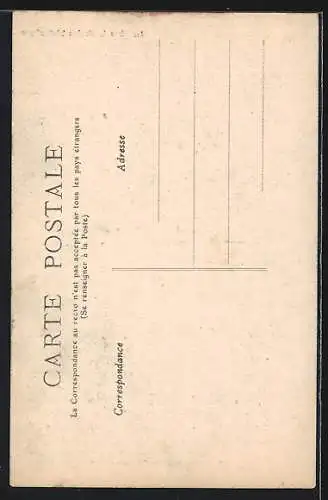 CARTE POSTALE
La Correspondance au recto n'est pas acceptée par tous les pays étrangers
(Se renseigner à la Poste)
Correspondance
Adresse